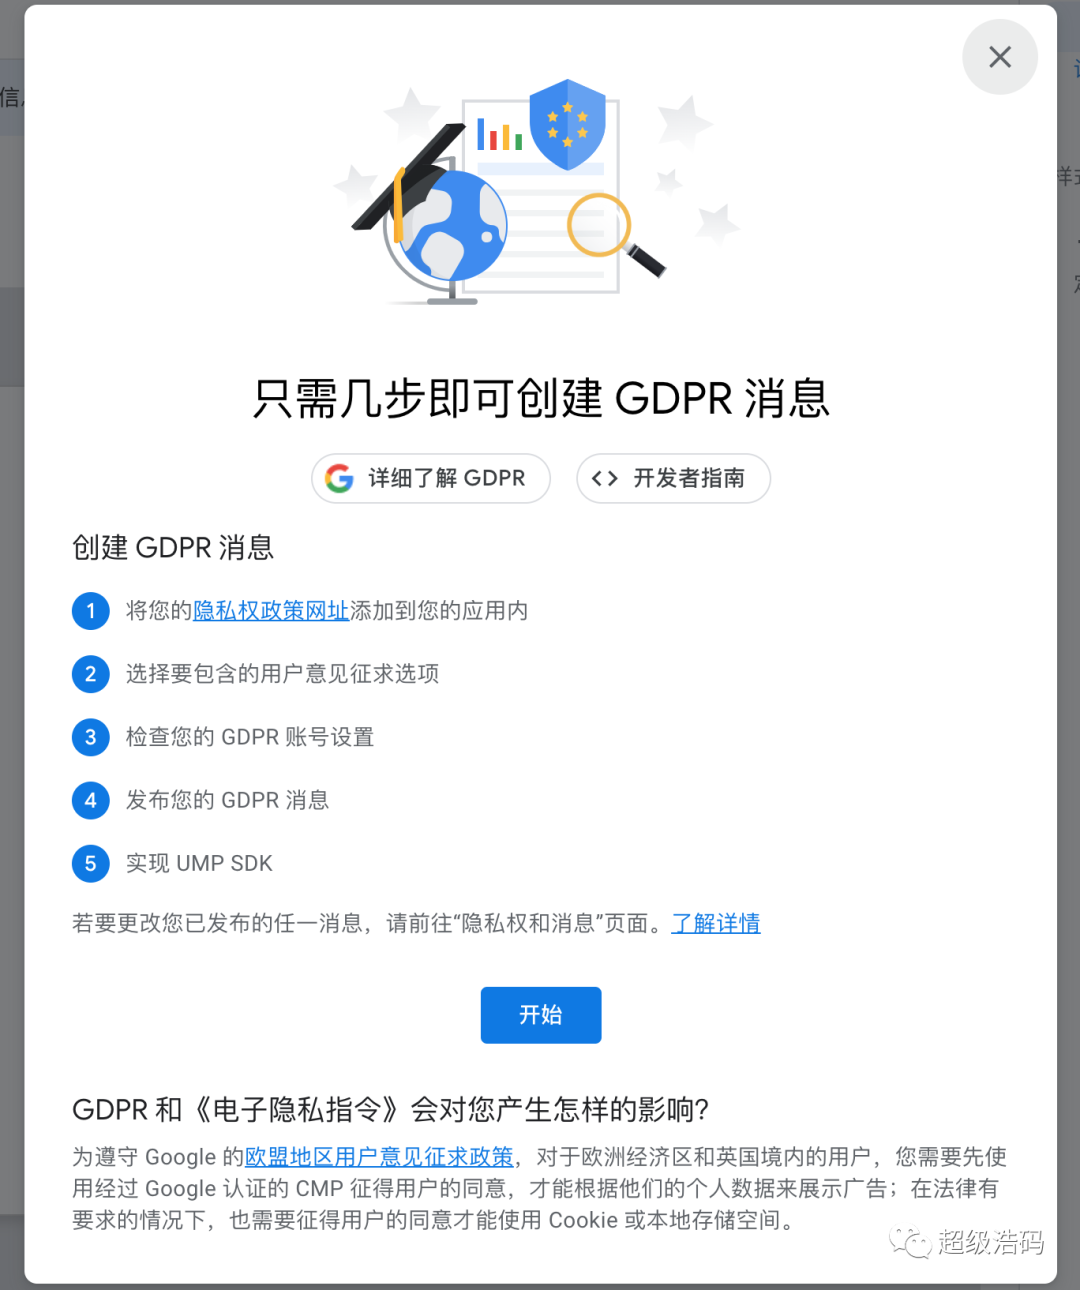 只需几步即可创建 GDPR 消息
详细了解 GDPR
<> 开发者指南
创建 GDPR 消息
1 将您的隐私权政策网址添加到您的应用内
2 选择要包含的用户意见征求选项
3 检查您的 GDPR 账号设置
4 发布您的 GDPR 消息
5 实现 UMP SDK
若要更改您已发布的任一消息，请前往“隐私权和消息”页面。了解详情
开始
GDPR 和《电子隐私指令》会对您产生怎样的影响?
为遵守 Google 的欧盟地区用户意见征求政策，对于欧洲经济区和英国境内的用户，您需要先使
用经过 Google 认证的 CMP 征得用户的同意，才能根据他们的个人数据来展示广告；在法律有
要求的情况下，也需要征得用户的同意才能使用 Cookie 或本地存储空间。
超级浩码